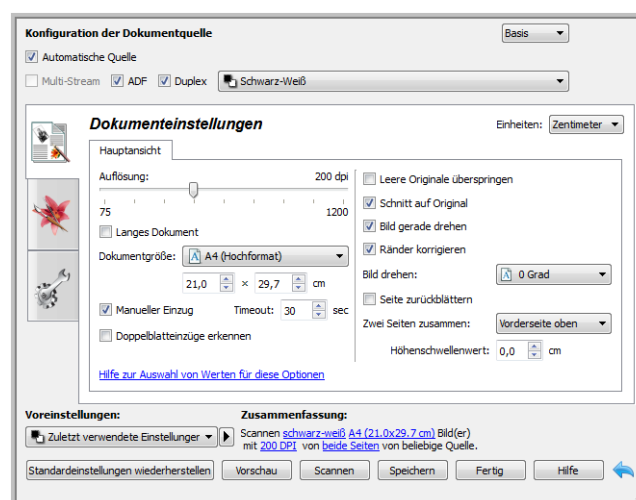 Konfiguration der Dokumentquelle Basis
Automatische Quelle
Multi-Stream ADF Duplex Schwarz-Weiß
Dokumenteinstellungen Einheiten: Zentimeter
Hauptansicht
Auflösung: 200 dpi
75 1200
Langes Dokument
Dokumentgröße: A4 (Hochformat)
21,0 × 29,7 cm
Manueller Einzug Timeout: 30 sec
Doppelblatteinzüge erkennen
Hilfe zur Auswahl von Werten für diese Optionen
Leere Originale überspringen
Schnitt auf Original
Bild gerade drehen
Ränder korrigieren
Bild drehen: 0 Grad
Seite zurückblättern
Zwei Seiten zusammen: Vorderseite oben
Höhenschwellenwert: 0,0 cm
Voreinstellungen:
Zuletzt verwendete Einstellunger
Zusammenfassung:
Scannen schwarz-weiß A4 (21.0x29.7 cm) Bild(er)
mit 200 DPI von beide Seiten von beliebige Quelle.
Standardeinstellungen wiederherstellen Vorschau Scannen Speichern Fertig Hilfe